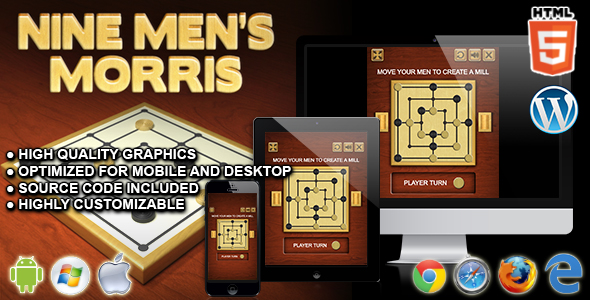 NINE MEN'S
MORRIS
• HIGH QUALITY GRAPHICS
• OPTIMIZED FOR MOBILE AND DESKTOP
• SOURCE CODE INCLUDED
• HIGHLY CUSTOMIZABLE
HTML
5
MOVE YOUR MEN TO CREATE A MILL
PLAYER TURN
MOVE YOUR MEN TO CREATE A MILL
PLAYER TURN
MOVE YOUR MEN TO CREATE A MILL
PLAYER TURN